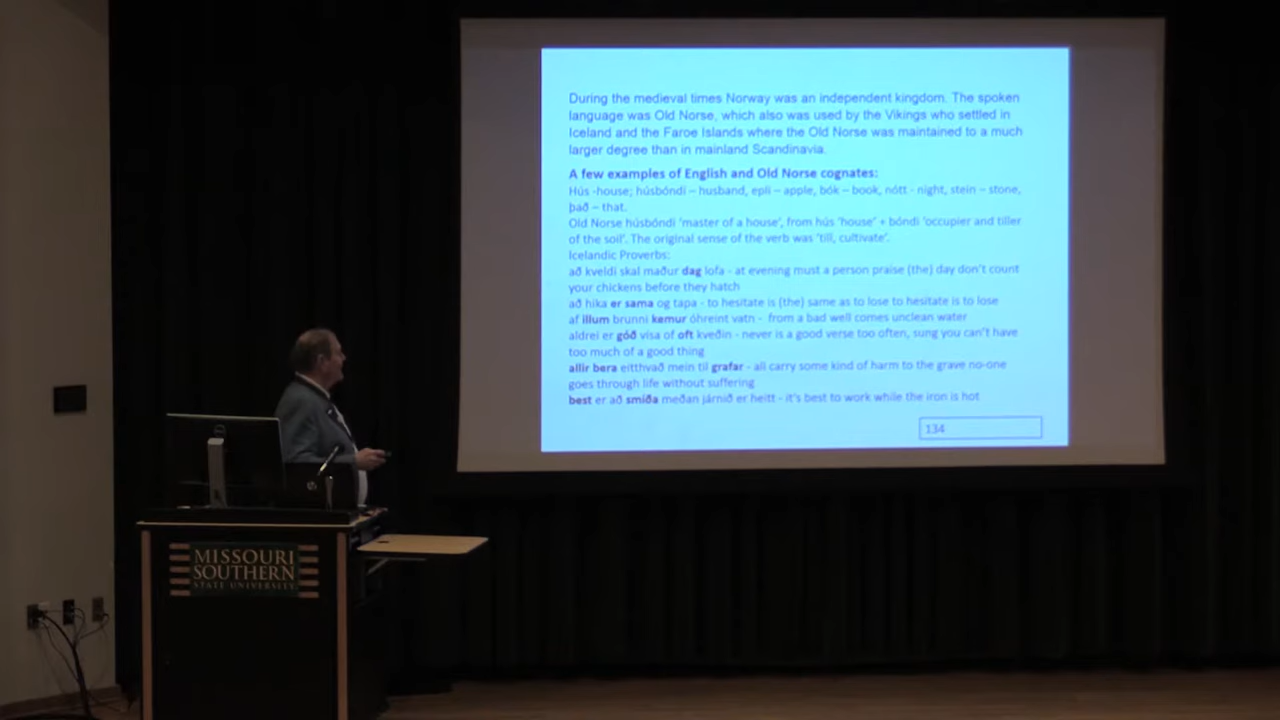 During the medieval times Norway was an independent kingdom. The spoken
language was Old Norse, which also was used by the Vikings who settled in
Iceland and the Faroe Islands where the Old Norse was maintained to a much
larger degree than in mainland Scandinavia.
A few examples of English and Old Norse cognates:
Hús -house; húsbóndi – husband, epli – apple, bók – book, nótt - night, stein – stone,
það – that.
Old Norse húsbóndi 'master of a house', from hús 'house' + bóndi 'occupier and tiller
of the soil'. The original sense of the verb was 'till, cultivate'.
Icelandic Proverbs:
að kveldi skal maður dag lofa - at evening must a person praise (the) day don't count
your chickens before they hatch
að hika er sama og tapa - to hesitate is (the) same as to lose to hesitate is to lose
af illum brunni kemur óhreint vatn - from a bad well comes unclean water
aldrei er góð vísa of oft kveðin - never is a good verse too often, sung you can't have
too much of a good thing
allir bera eitthvað mein til grafar - all carry some kind of harm to the grave no-one
goes through life without suffering
best er að smíða meðan járnið er heitt - it's best to work while the iron is hot
134
MISSOURI
SOUTHERN
STATE UNIVERSITY